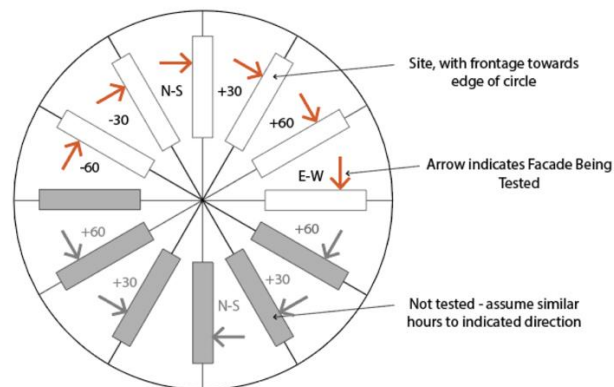 N-S
+30
Site, with frontage towards
edge of circle
-30
+60
-60
E-W
Arrow indicates Facade Being
Tested
+60
+60
+30
N-S
+30
Not tested - assume similar
hours to indicated direction